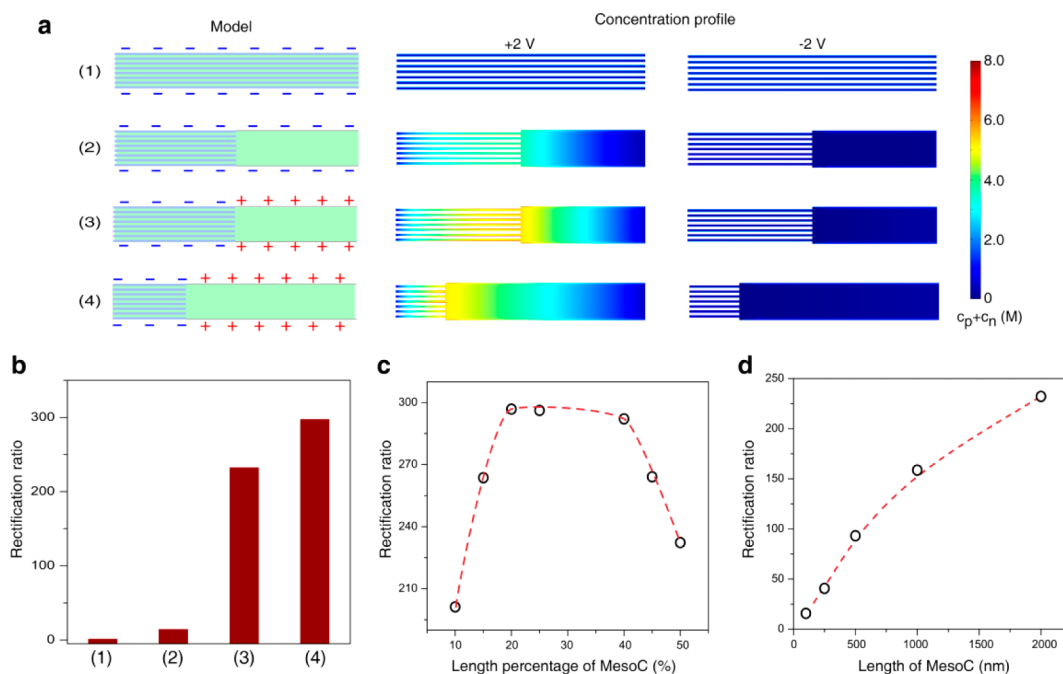 a
Model
Concentration profile
+2 V
-2 V
(1)
(2)
(3)
(4)
8.0
6.0
4.0
2.0
0
cp+cn (M)
b
Rectification ratio
300
200
100
0
(1) (2) (3) (4)
c
Rectification ratio
300
270
240
210
10 20 30 40 50
Length percentage of MesoC (%)
d
Rectification ratio
250
200
150
100
50
0
0 500 1000 1500 2000
Length of MesoC (nm)